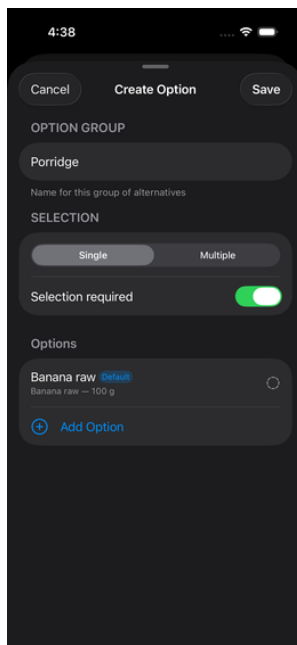 4:38
Cancel
Create Option
Save
OPTION GROUP
Porridge
Name for this group of alternatives
SELECTION
Single
Multiple
Selection required
Options
Banana raw Default
Banana raw — 100 g
Add Option